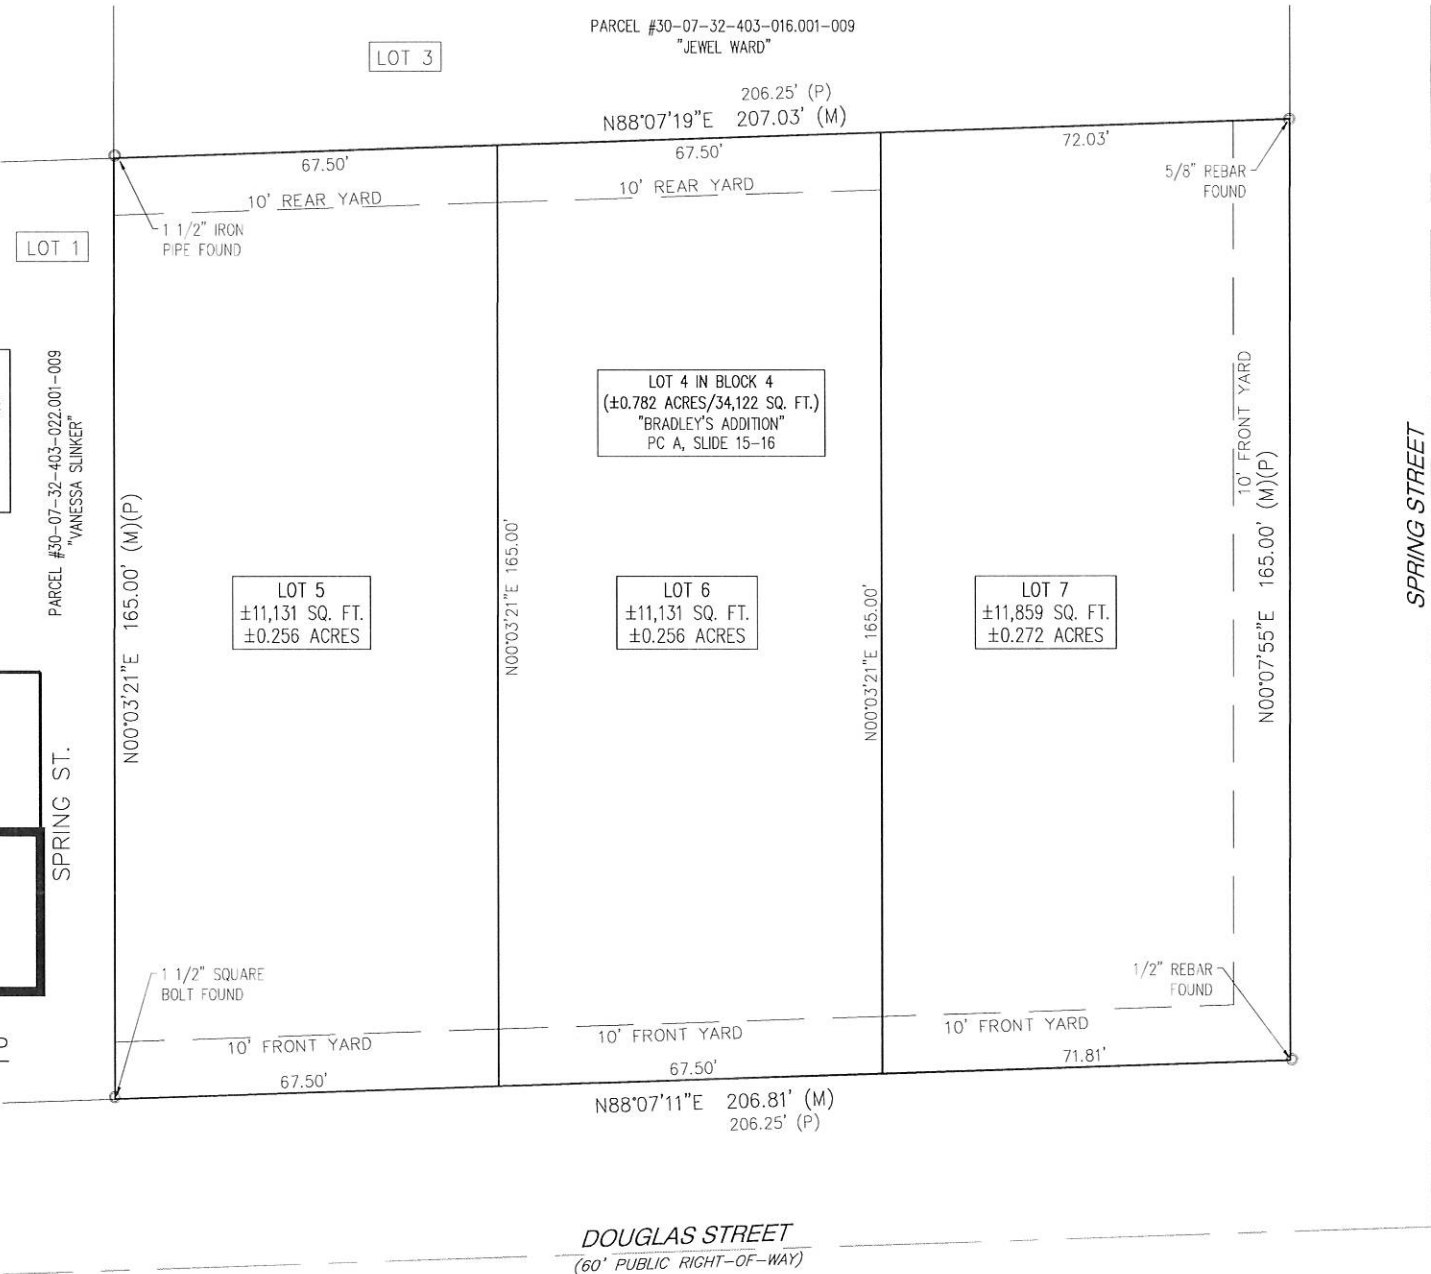 PARCEL #30-07-32-403-016.001-009
"JEWEL WARD"
LOT 3
206.25' (P)
N88°07'19"E 207.03' (M)
67.50'
67.50'
72.03'
10' REAR YARD
10' REAR YARD
5/8" REBAR
FOUND
1 1/2" IRON
PIPE FOUND
LOT 1
PARCEL #30-07-32-403-022.001-009
"VANESSA SLINKER"
N00°03'21"E 165.00' (M)(P)
LOT 4 IN BLOCK 4
(±0.782 ACRES/34,122 SQ. FT.)
"BRADLEY'S ADDITION"
PC A, SLIDE 15-16
10' FRONT YARD
N00°07'55"E 165.00' (M)(P)
SPRING STREET
N00°03'21"E 165.00'
N00°03'21"E 165.00'
LOT 5
±11,131 SQ. FT.
±0.256 ACRES
LOT 6
±11,131 SQ. FT.
±0.256 ACRES
LOT 7
±11,859 SQ. FT.
±0.272 ACRES
SPRING ST.
1 1/2" SQUARE
BOLT FOUND
1/2" REBAR
FOUND
10' FRONT YARD
10' FRONT YARD
10' FRONT YARD
67.50'
67.50'
71.81'
N88°07'11"E 206.81' (M)
206.25' (P)
DOUGLAS STREET
(60' PUBLIC RIGHT-OF-WAY)